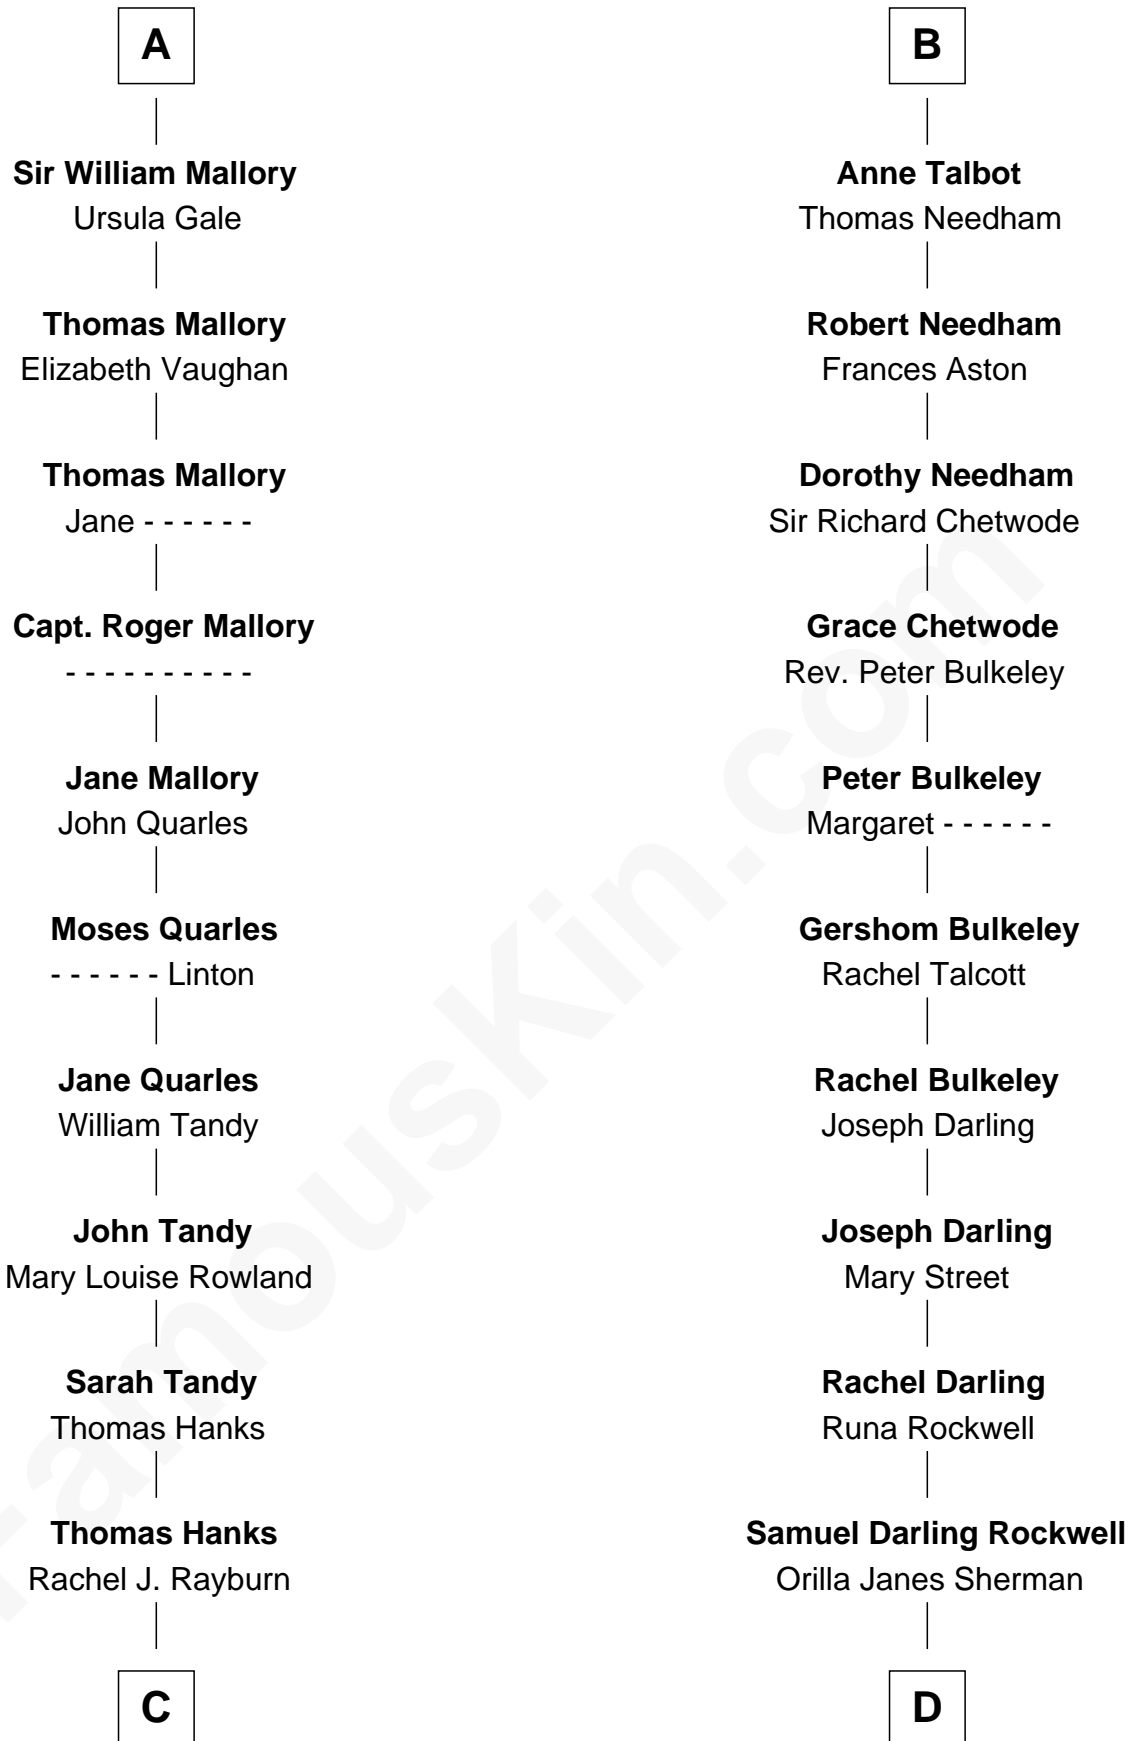 A
Sir William Mallory
Ursula Gale
Thomas Mallory
Elizabeth Vaughan
Thomas Mallory
Jane - - - - - -
Capt. Roger Mallory
- - - - - - - - - -
Jane Mallory
John Quarles
Moses Quarles
- - - - - - Linton
Jane Quarles
William Tandy
John Tandy
Mary Louise Rowland
Sarah Tandy
Thomas Hanks
Thomas Hanks
Rachel J. Rayburn
C
B
Anne Talbot
Thomas Needham
Robert Needham
Frances Aston
Dorothy Needham
Sir Richard Chetwode
Grace Chetwode
Rev. Peter Bulkeley
Peter Bulkeley
Margaret - - - - - -
Gershom Bulkeley
Rachel Talcott
Rachel Bulkeley
Joseph Darling
Joseph Darling
Mary Street
Rachel Darling
Runa Rockwell
Samuel Darling Rockwell
Orilla Janes Sherman
D
FamousKin.com